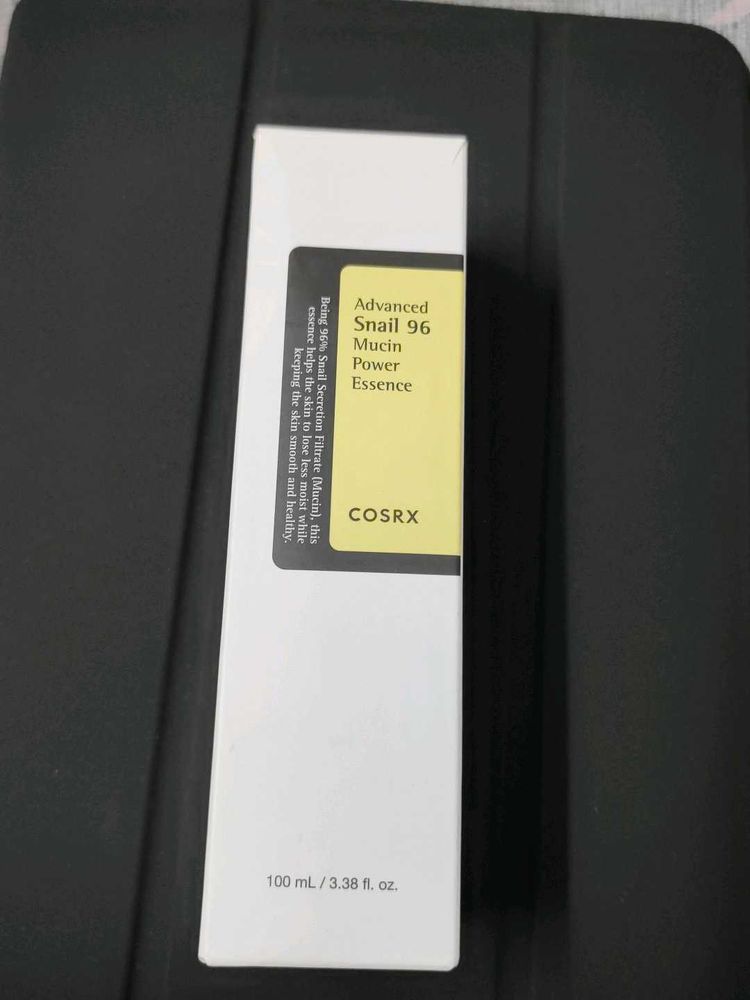 Advanced
Snail 96
Mucin
Power
Essence
COSRX
Being 96% Snail Secretion Filtrate (Mucin), this
essence helps the skin to lose less moist while
keeping the skin smooth and healthy.
100 mL / 3.38 fl. oz.